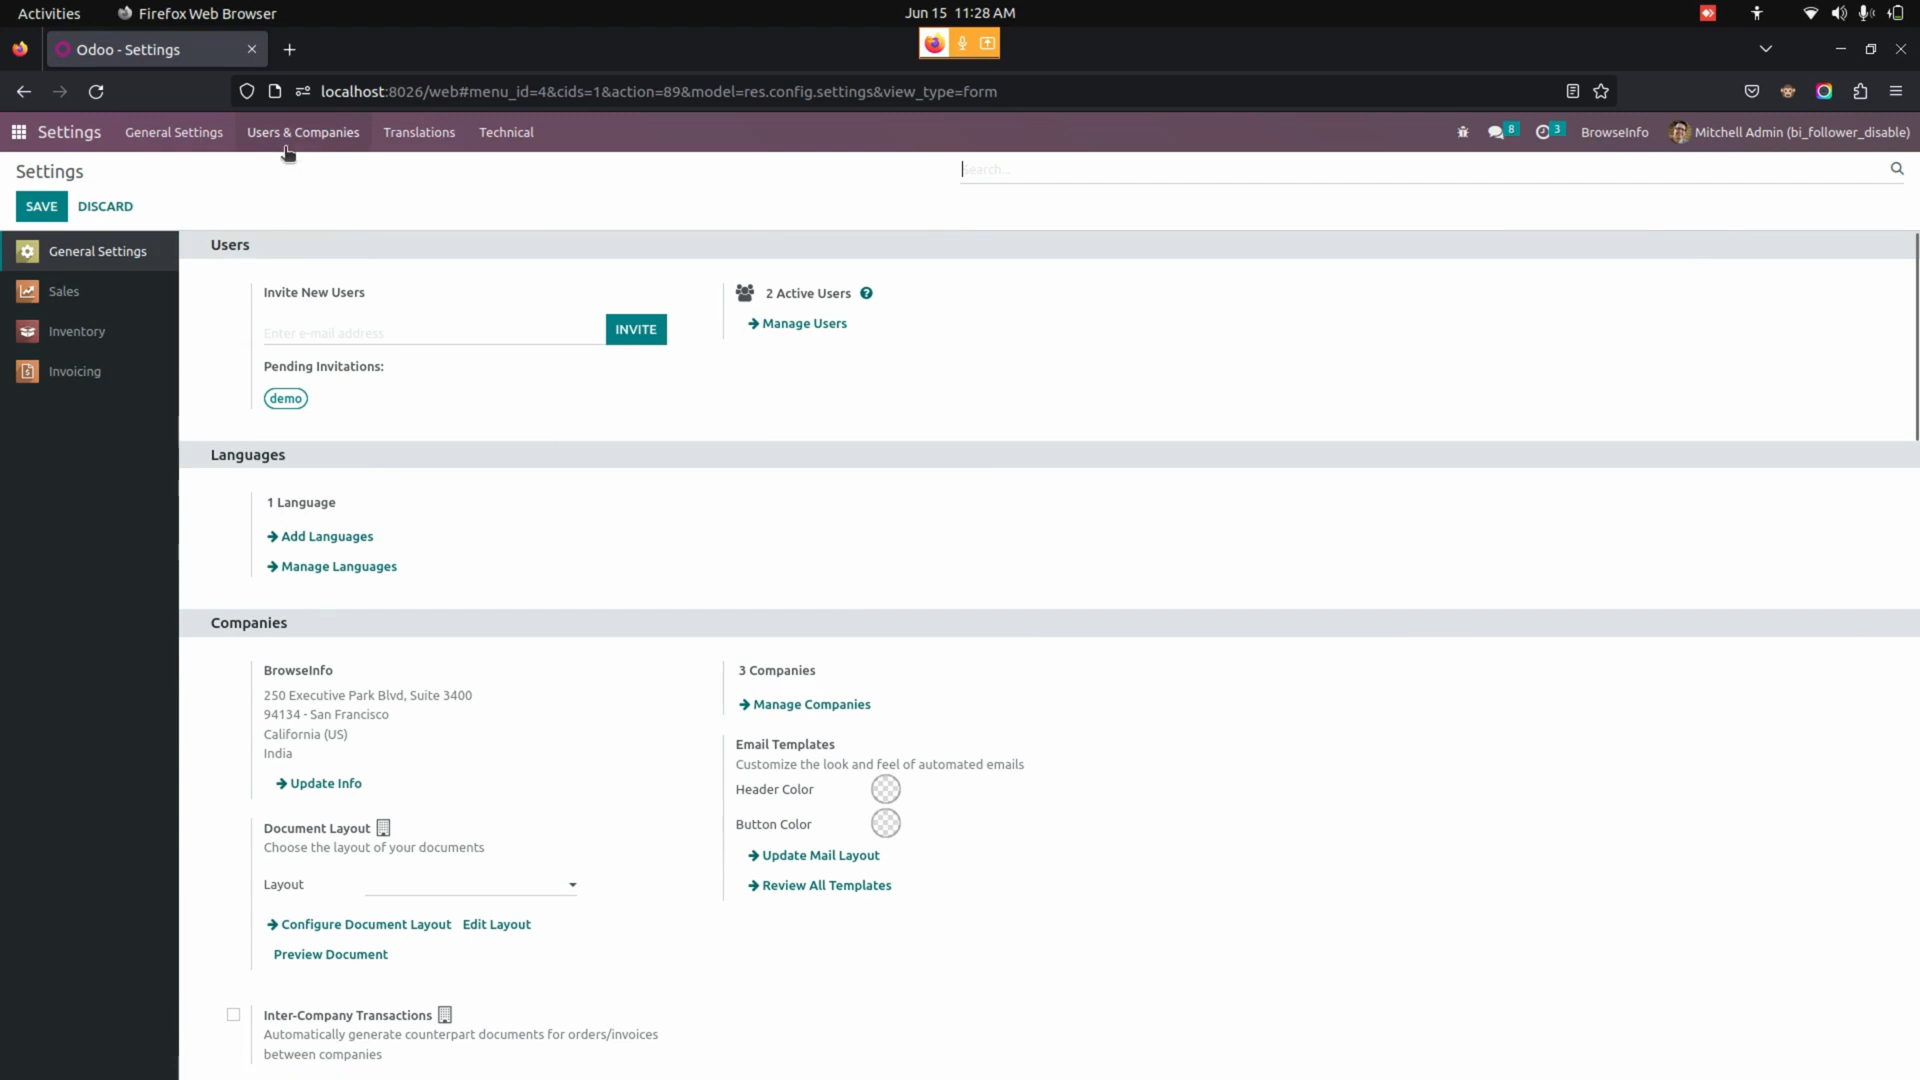 Activities Firefox Web Browser Jun 15 11:28 AM
Odoo - Settings
localhost:8026/web#menu_id=4&cids=1&action=89&model=res.config.settings&view_type=form
Settings General Settings Users & Companies Translations Technical 8 3 BrowseInfo Mitchell Admin (bi_follower_disable)
Settings
Search...
SAVE DISCARD
General Settings
Sales
Inventory
Invoicing
Users
Invite New Users
Enter e-mail address
INVITE
Pending Invitations:
demo
2 Active Users ?
Manage Users
Languages
1 Language
Add Languages
Manage Languages
Companies
BrowseInfo
250 Executive Park Blvd, Suite 3400
94134 - San Francisco
California (US)
India
Update Info
3 Companies
Manage Companies
Document Layout
Choose the layout of your documents
Layout
Configure Document Layout Edit Layout
Preview Document
Email Templates
Customize the look and feel of automated emails
Header Color
Button Color
Update Mail Layout
Review All Templates
Inter-Company Transactions
Automatically generate counterpart documents for orders/invoices
between companies